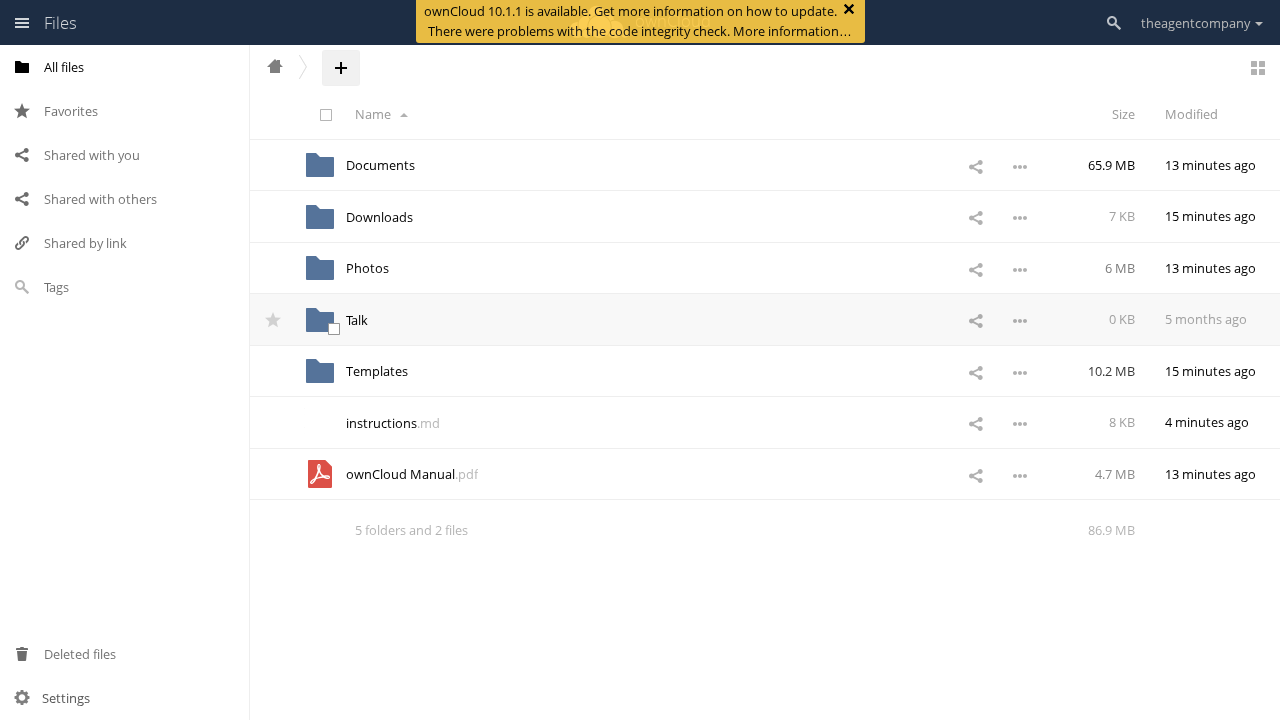 Files
ownCloud 10.1.1 is available. Get more information on how to update.
There were problems with the code integrity check. More information…
theagentcompany
All files
Favorites
Shared with you
Shared with others
Shared by link
Tags
Deleted files
Settings
Name
Size
Modified
Documents
65.9 MB
13 minutes ago
Downloads
7 KB
15 minutes ago
Photos
6 MB
13 minutes ago
Talk
0 KB
5 months ago
Templates
10.2 MB
15 minutes ago
instructions.md
8 KB
4 minutes ago
ownCloud Manual.pdf
4.7 MB
13 minutes ago
5 folders and 2 files
86.9 MB